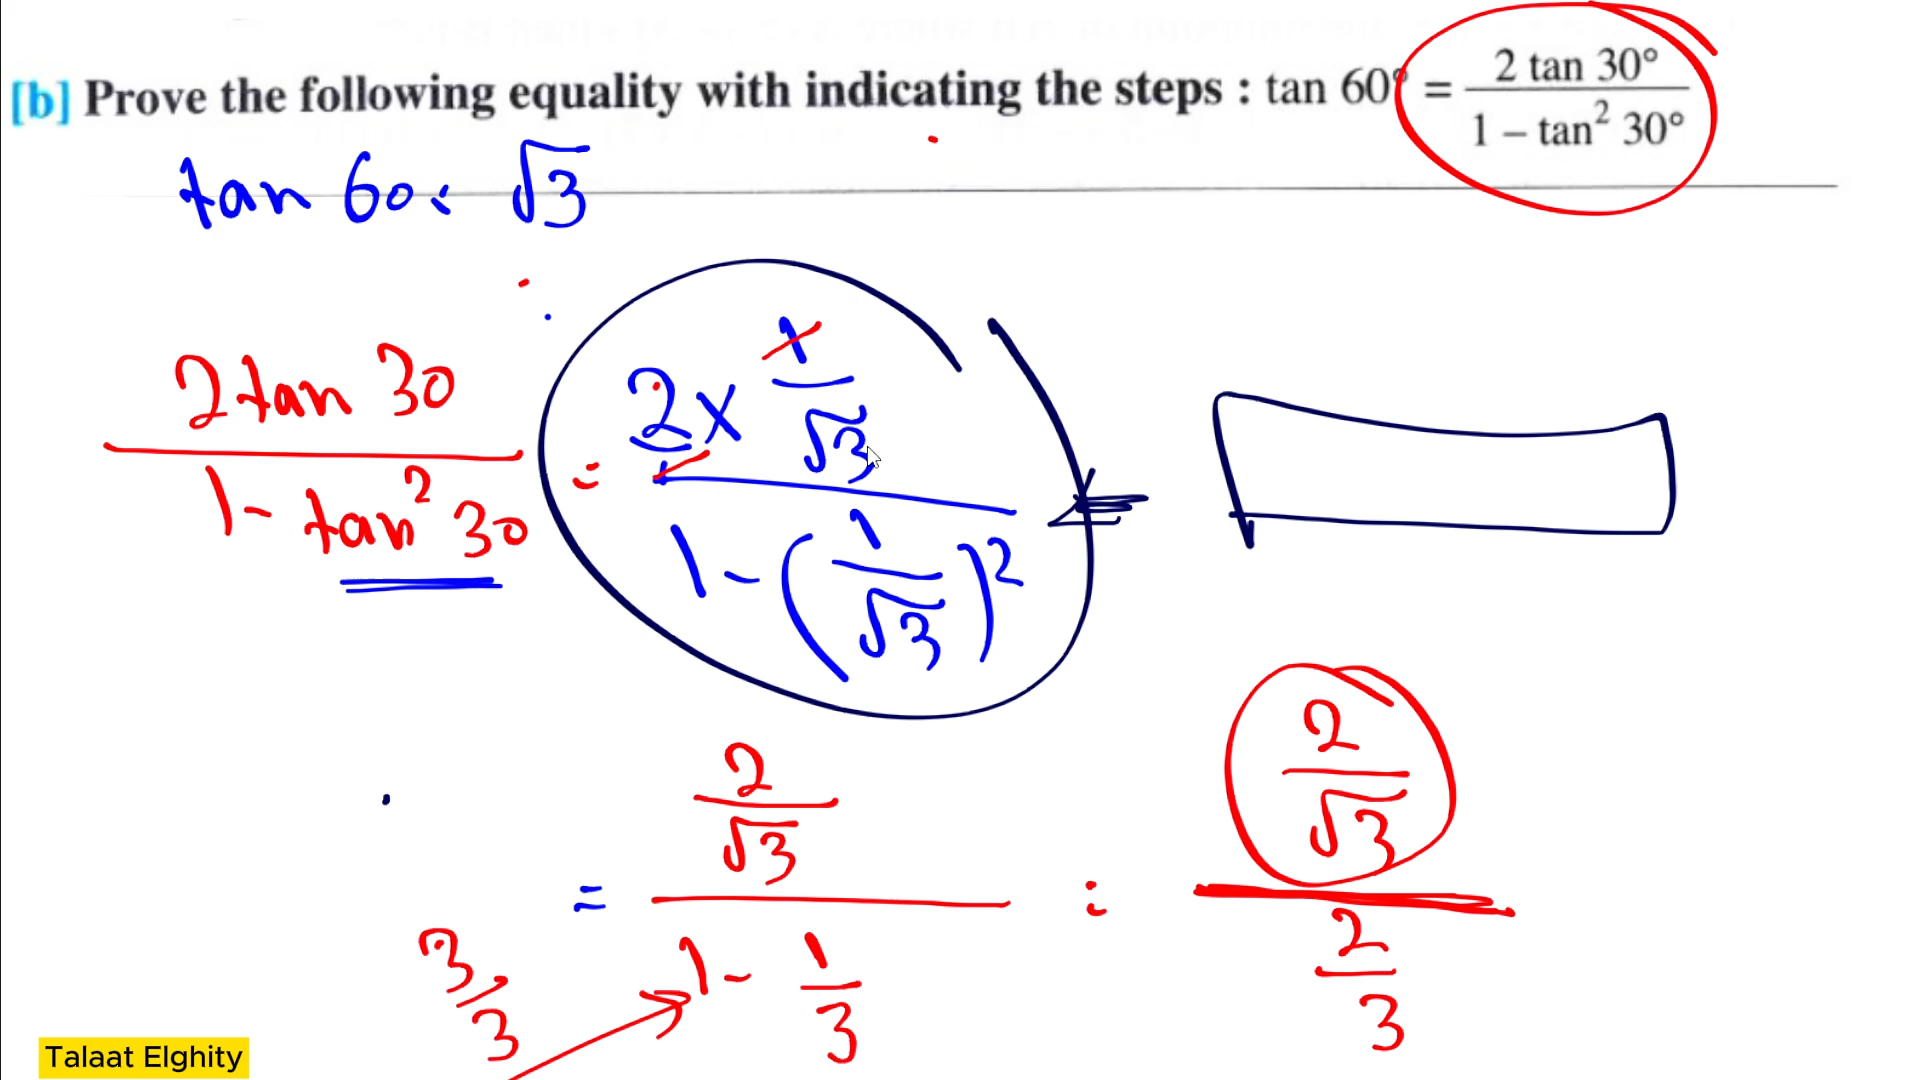 [b] Prove the following equality with indicating the steps : tan 60° = 2 tan 30° / 1 – tan² 30°
tan 60 : √3
2 tan 30 / 1 - tan² 30 = 2 x 1/√3 / 1 - (1/√3)²
= 2/√3 / 1 - 1/3 = 2/√3 / 2/3
3/3
Talaat Elghity